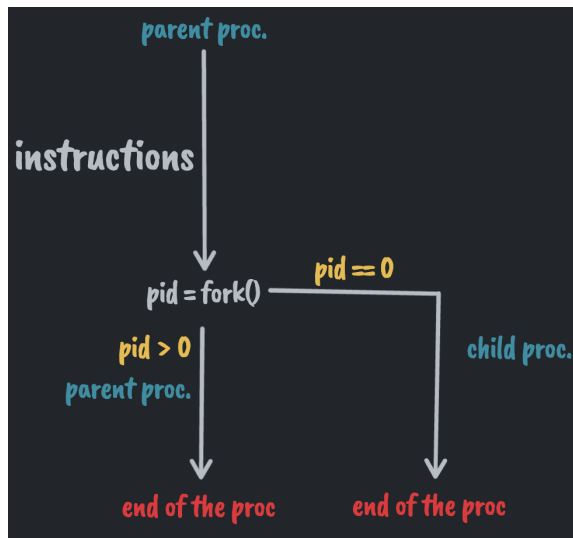 parent proc.
instructions
pid == 0
pid = fork()
pid > 0
child proc.
parent proc.
end of the proc
end of the proc